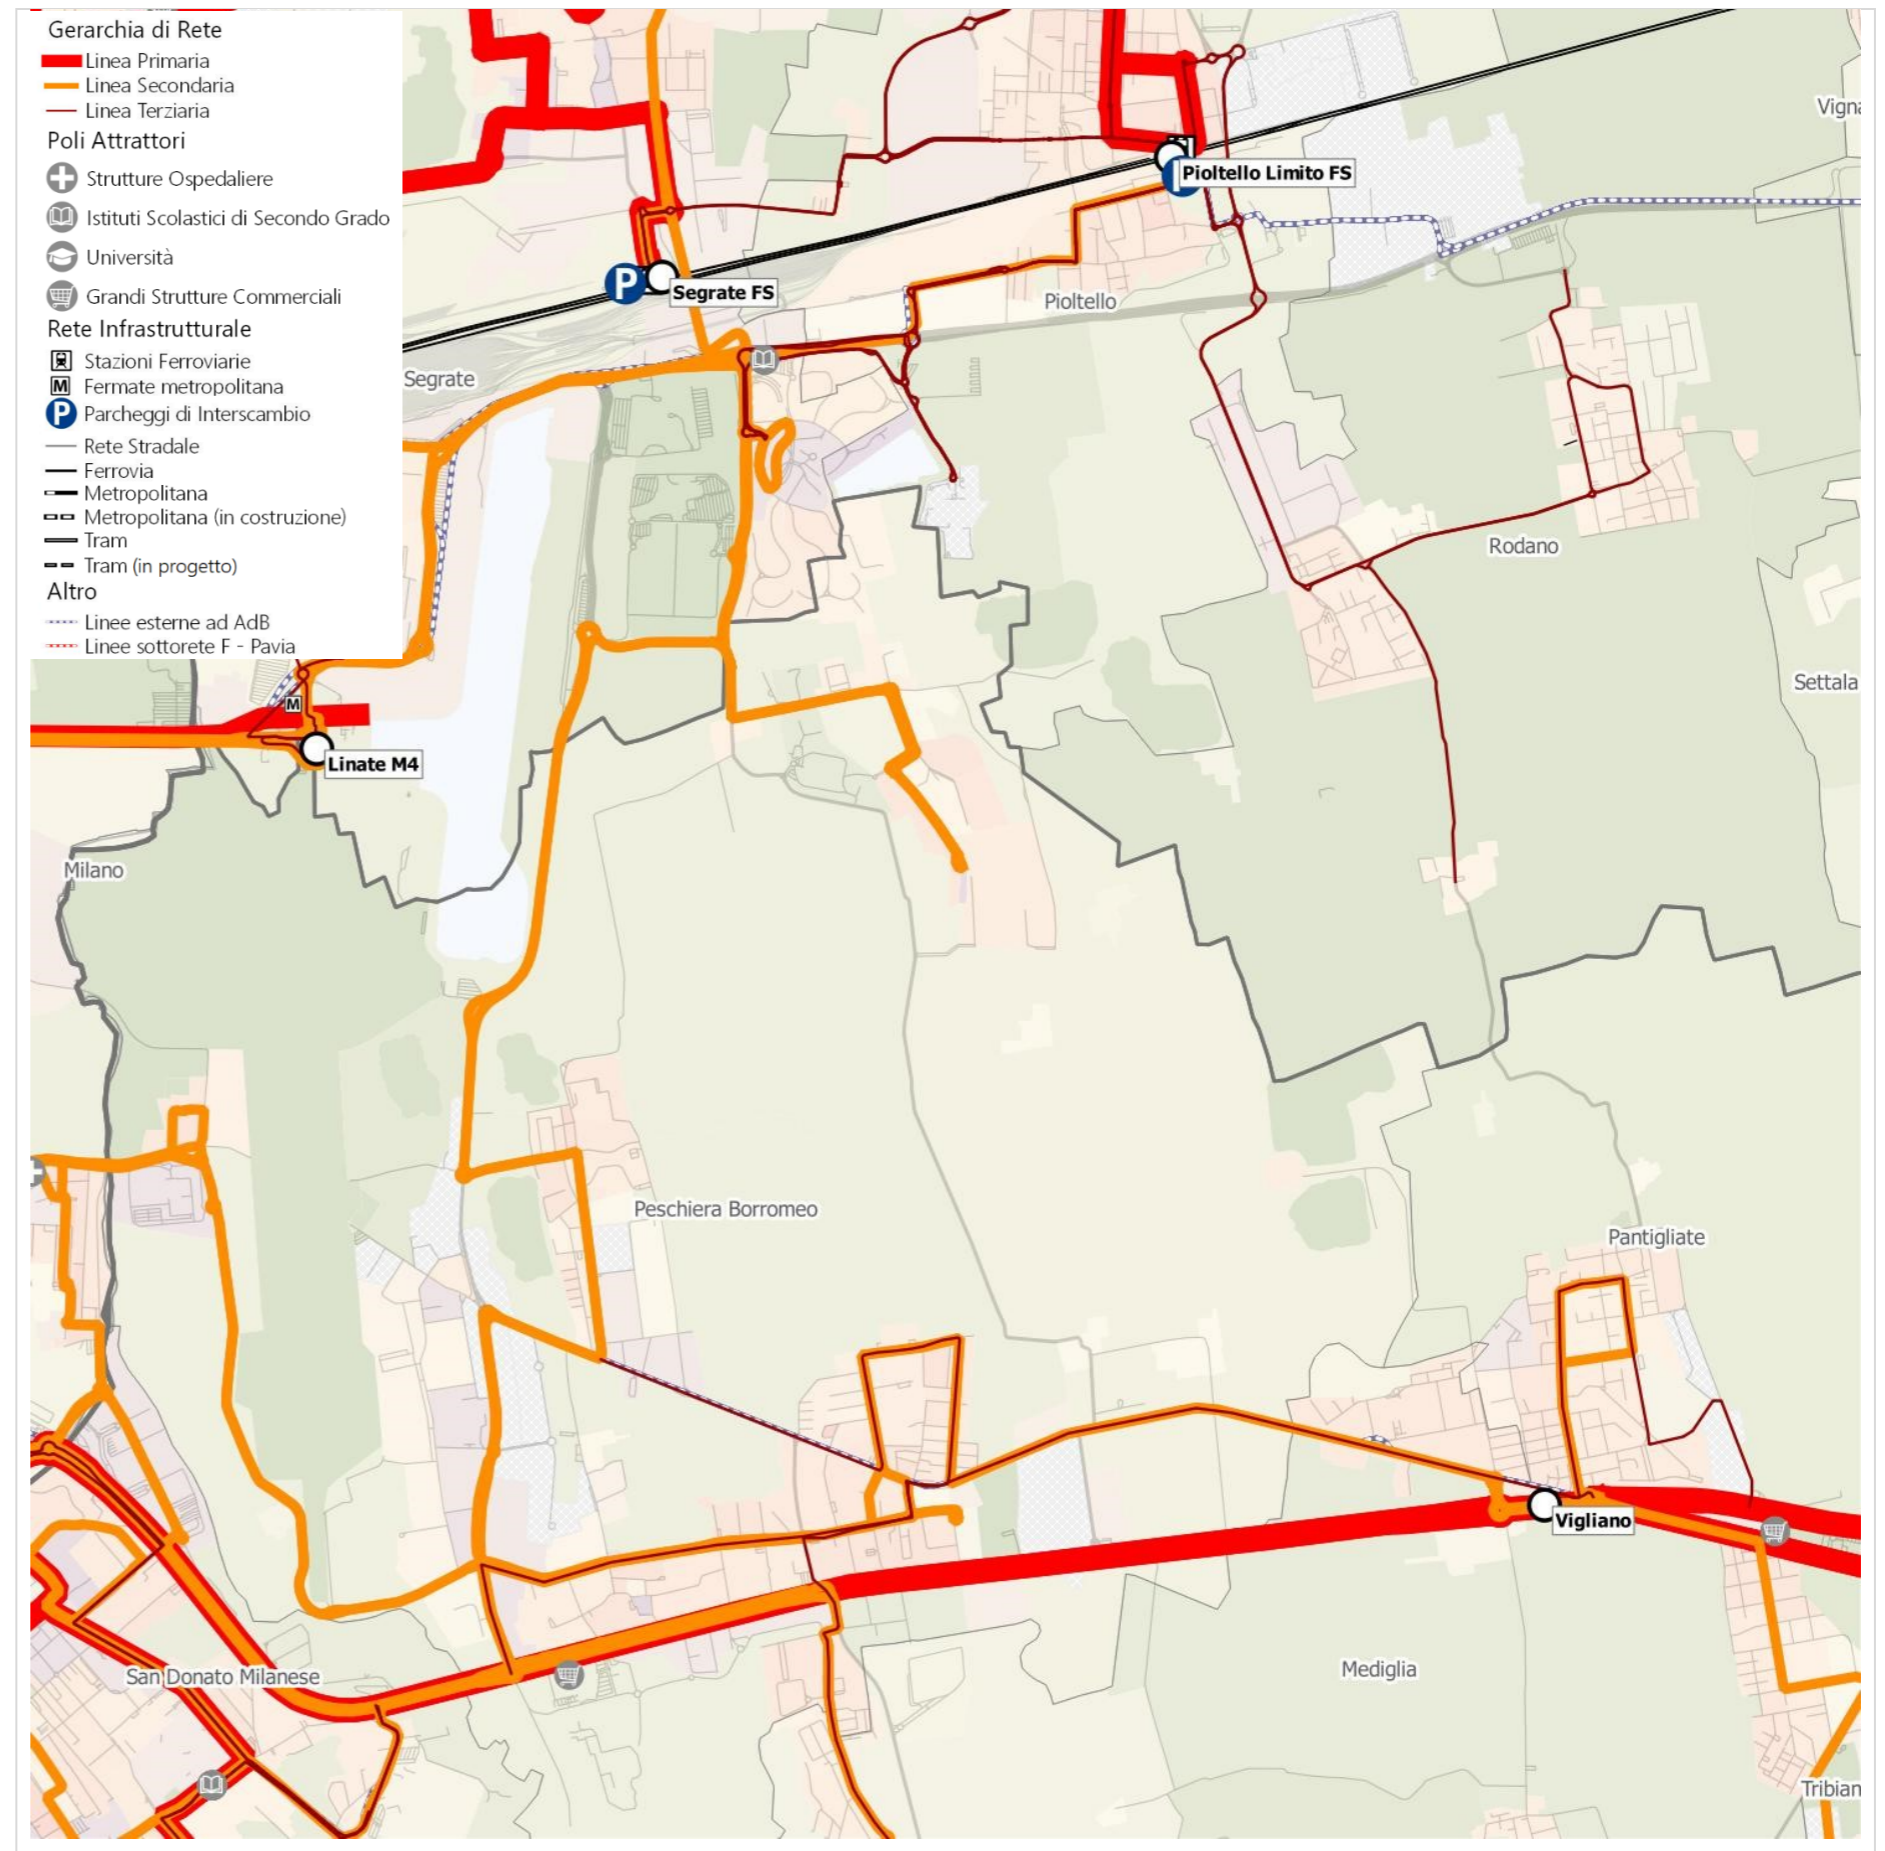 Gerarchia di Rete
Linea Primaria
Linea Secondaria
Linea Terziaria
Poli Attrattori
Strutture Ospedaliere
Istituti Scolastici di Secondo Grado
Università
Grandi Strutture Commerciali
Rete Infrastrutturale
Stazioni Ferroviarie
M Fermate metropolitana
P Parcheggi di Interscambio
Rete Stradale
Ferrovia
Metropolitana
Metropolitana (in costruzione)
Tram
Tram (in progetto)
Altro
Linee esterne ad AdB
Linee sottorete F - Pavia
Vigna
Pioltello Limito FS
P
Segrate FS
Pioltello
Segrate
Rodano
Settala
M
Linate M4
Milano
Peschiera Borromeo
Pantigliate
Vigliano
San Donato Milanese
Mediglia
Tribian